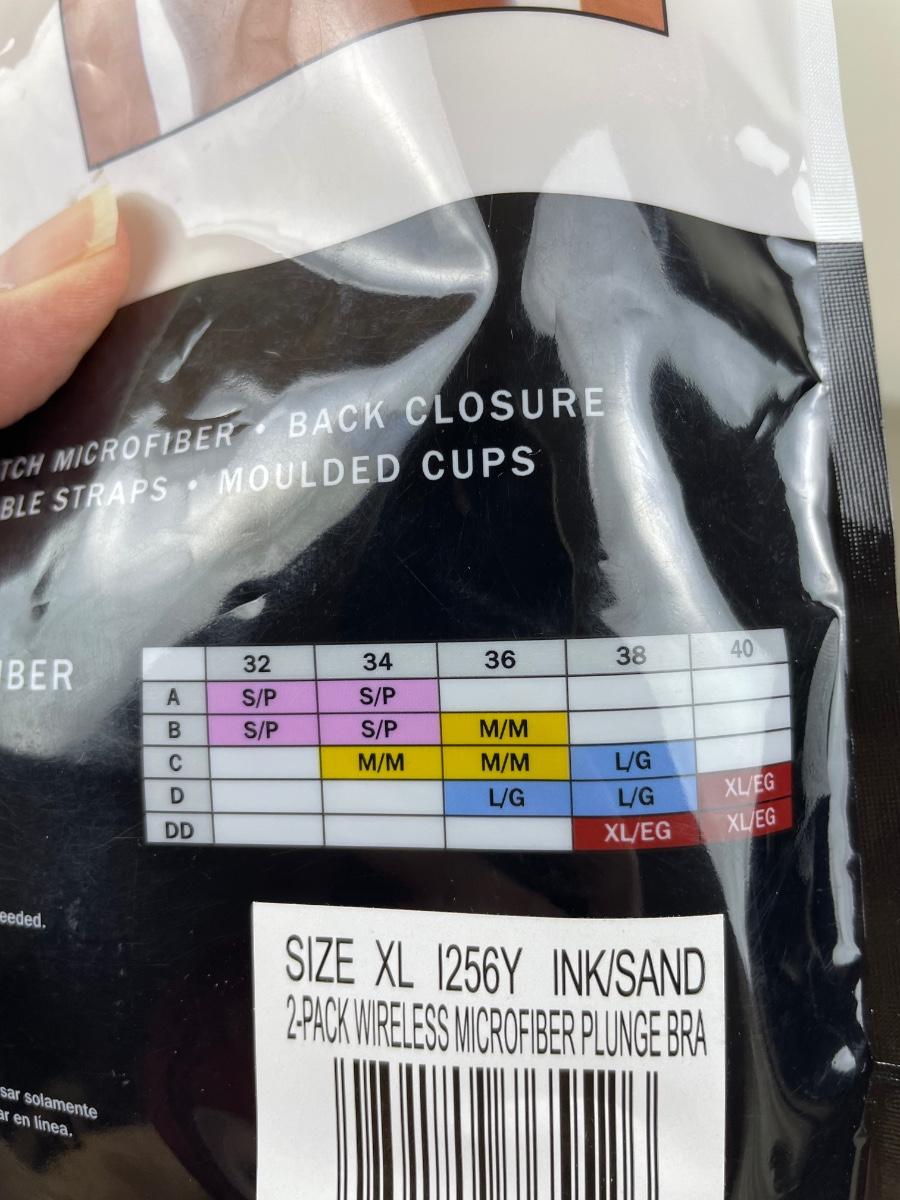 TCH MICROFIBER • BACK CLOSURE
BLE STRAPS • MOULDED CUPS
BER
32 34 36 38 40
A S/P S/P
B S/P S/P M/M
C M/M M/M L/G
D L/G L/G XL/EG
DD XL/EG XL/EG
eeded.
SIZE XL I256Y INK/SAND
2-PACK WIRELESS MICROFIBER PLUNGE BRA
sar solamente
ar en línea.